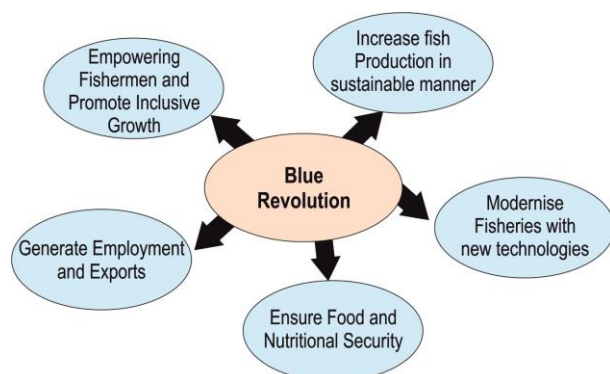 Empowering
Fishermen and
Promote Inclusive
Growth
Increase fish
Production in
sustainable manner
Blue
Revolution
Modernise
Fisheries with
new technologies
Generate Employment
and Exports
Ensure Food and
Nutritional Security